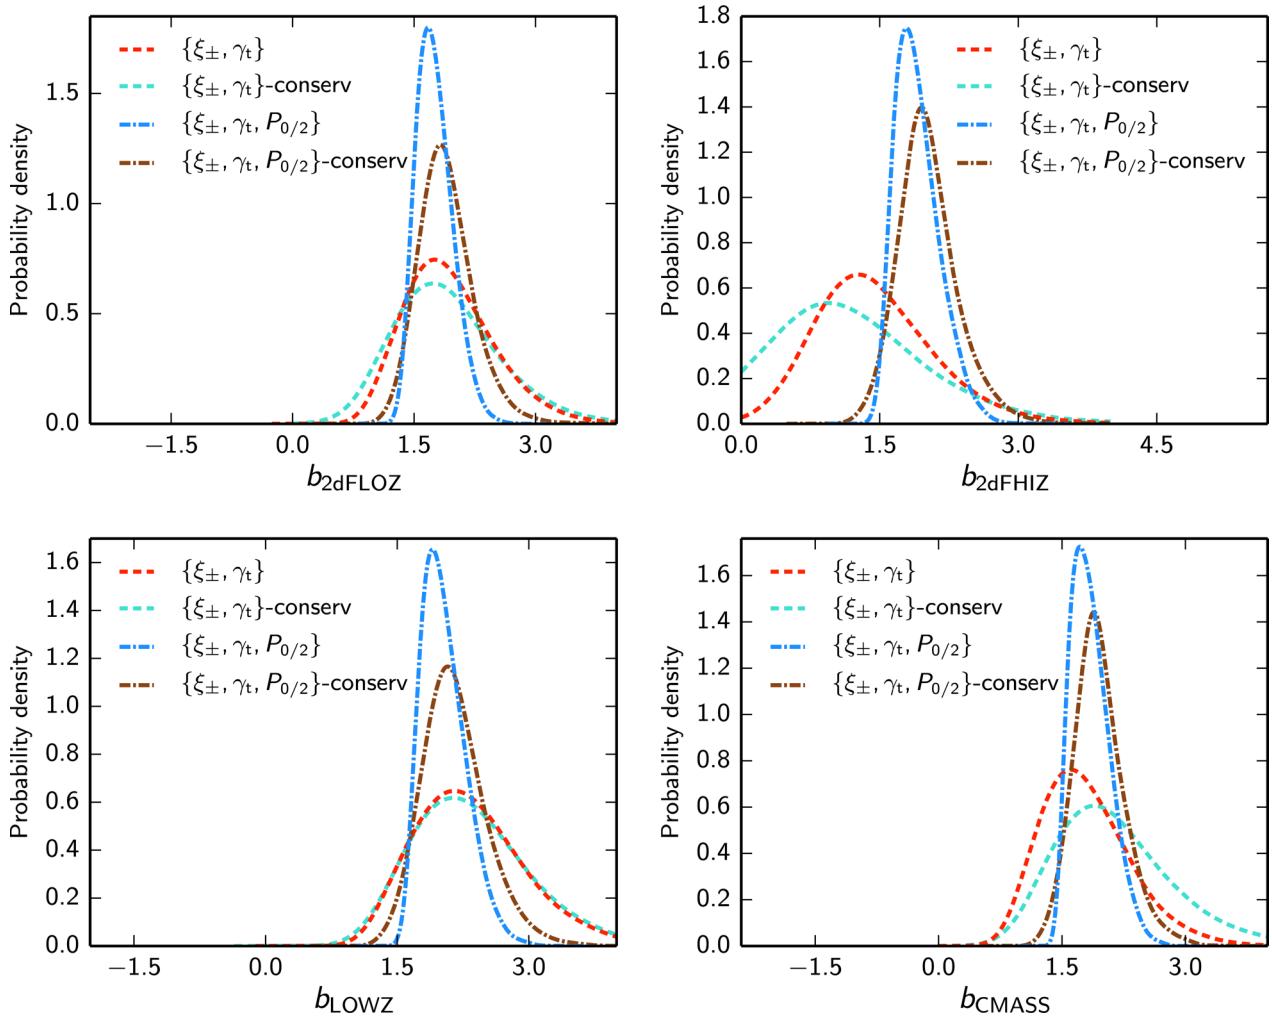 {ξ±, γt}
{ξ±, γt}-conserv
{ξ±, γt, P0/2}
{ξ±, γt, P0/2}-conserv
Probability density
1.5
1.0
0.5
0.0
−1.5 0.0 1.5 3.0
b2dFLOZ
{ξ±, γt}
{ξ±, γt}-conserv
{ξ±, γt, P0/2}
{ξ±, γt, P0/2}-conserv
Probability density
1.8
1.6
1.4
1.2
1.0
0.8
0.6
0.4
0.2
0.0
0.0 1.5 3.0 4.5
b2dFHIZ
{ξ±, γt}
{ξ±, γt}-conserv
{ξ±, γt, P0/2}
{ξ±, γt, P0/2}-conserv
Probability density
1.6
1.4
1.2
1.0
0.8
0.6
0.4
0.2
0.0
−1.5 0.0 1.5 3.0
bLOWZ
{ξ±, γt}
{ξ±, γt}-conserv
{ξ±, γt, P0/2}
{ξ±, γt, P0/2}-conserv
Probability density
1.6
1.4
1.2
1.0
0.8
0.6
0.4
0.2
0.0
−1.5 0.0 1.5 3.0
bCMASS